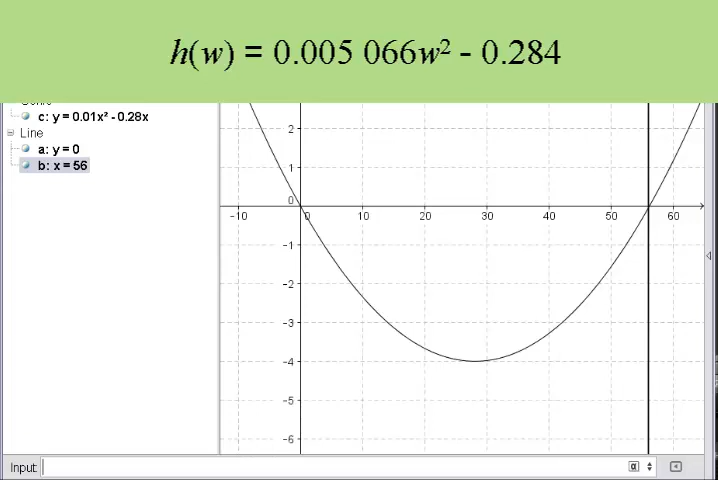 h(w) = 0.005 066w² - 0.284
c: y = 0.01x² - 0.28x
Line
a: y = 0
b: x = 56
2
1
0
-10 0 10 20 30 40 50 60
-1
-2
-3
-4
-5
-6
Input:
α